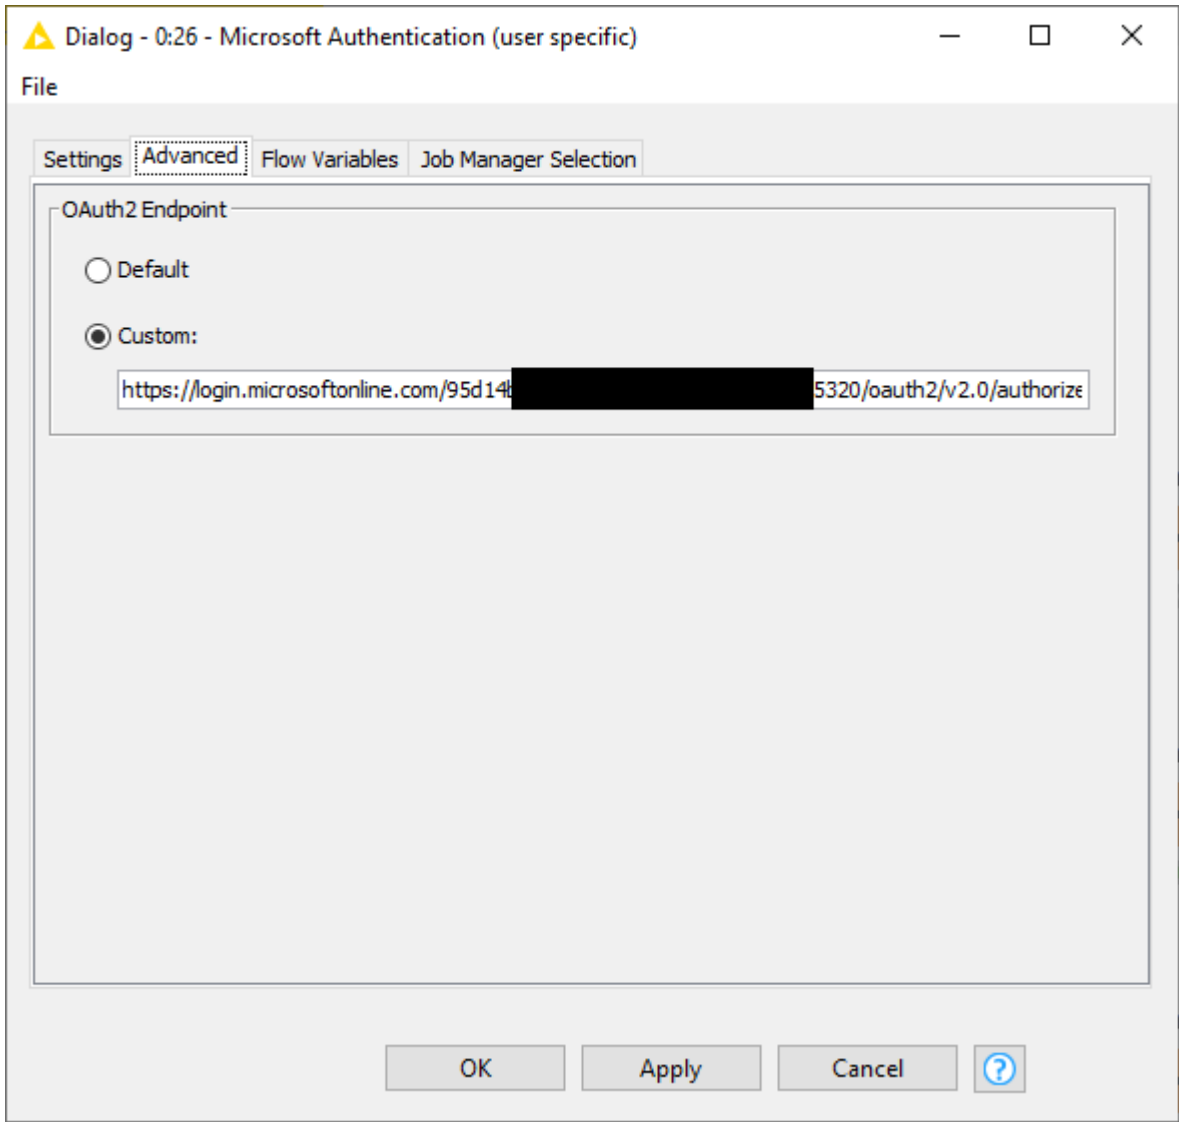 Dialog - 0:26 - Microsoft Authentication (user specific)
File
Settings Advanced Flow Variables Job Manager Selection
OAuth2 Endpoint
Default
Custom:
https://login.microsoftonline.com/95d14 5320/oauth2/v2.0/authorize
OK Apply Cancel ?